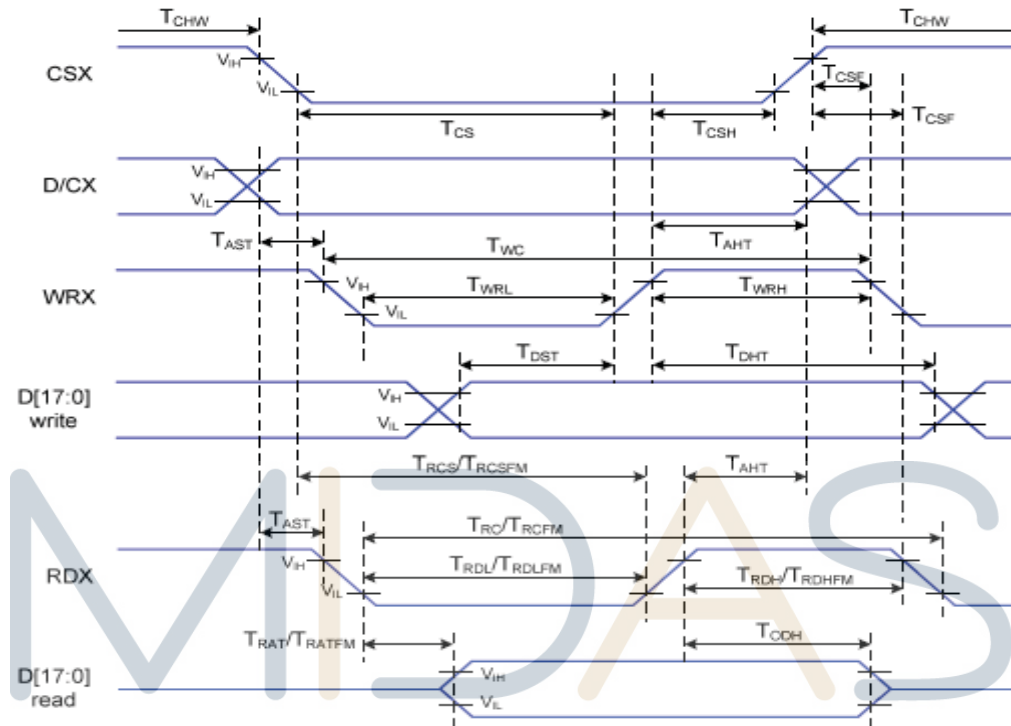 TCHW TCHW
VIH
CSX
TCSF
VIL
TCS TCSH TCSF
VIH
D/CX
VIL
TAST TWC TAHT
WRX VIH TWRL TWRH
VIL
TDST TDHT
D[17:0] VIH
write VIL
TRCS/TRCSFM TAHT
MIDAS
TAST TRC/TRCFM
RDX VIH TRDL/TRDLFM TRDH/TRDHFM
VIL
TRAT/TRATFM TODH
D[17:0] VIH
read VIL